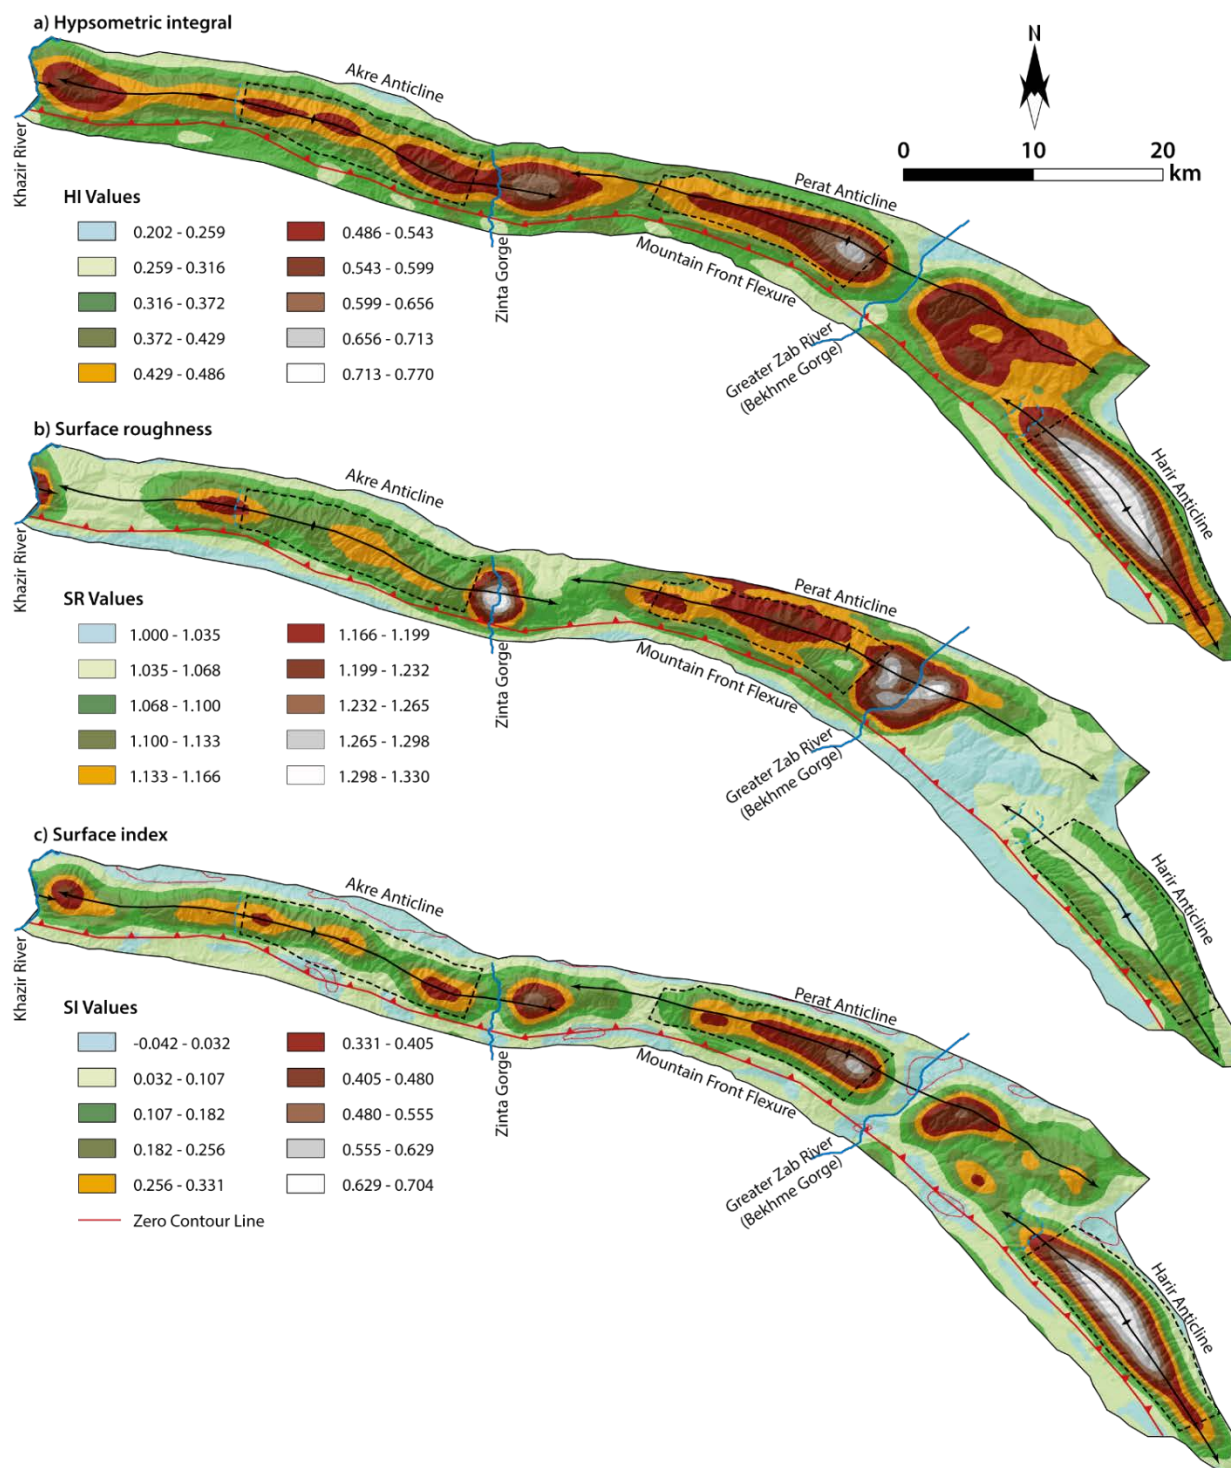 a) Hypsometric integral
N
Akre Anticline
0 10 20
km
Khazir River
Perat Anticline
HI Values
0.202 - 0.259
0.259 - 0.316
0.316 - 0.372
0.372 - 0.429
0.429 - 0.486
0.486 - 0.543
0.543 - 0.599
0.599 - 0.656
0.656 - 0.713
0.713 - 0.770
Zinta Gorge
Mountain Front Flexure
Greater Zab River
(Bekhme Gorge)
Harir Anticline
b) Surface roughness
Akre Anticline
Khazir River
Perat Anticline
SR Values
1.000 - 1.035
1.035 - 1.068
1.068 - 1.100
1.100 - 1.133
1.133 - 1.166
1.166 - 1.199
1.199 - 1.232
1.232 - 1.265
1.265 - 1.298
1.298 - 1.330
Zinta Gorge
Mountain Front Flexure
Greater Zab River
(Bekhme Gorge)
Harir Anticline
c) Surface index
Akre Anticline
Khazir River
Perat Anticline
SI Values
-0.042 - 0.032
0.032 - 0.107
0.107 - 0.182
0.182 - 0.256
0.256 - 0.331
0.331 - 0.405
0.405 - 0.480
0.480 - 0.555
0.555 - 0.629
0.629 - 0.704
Zero Contour Line
Zinta Gorge
Mountain Front Flexure
Greater Zab River
(Bekhme Gorge)
Harir Anticline